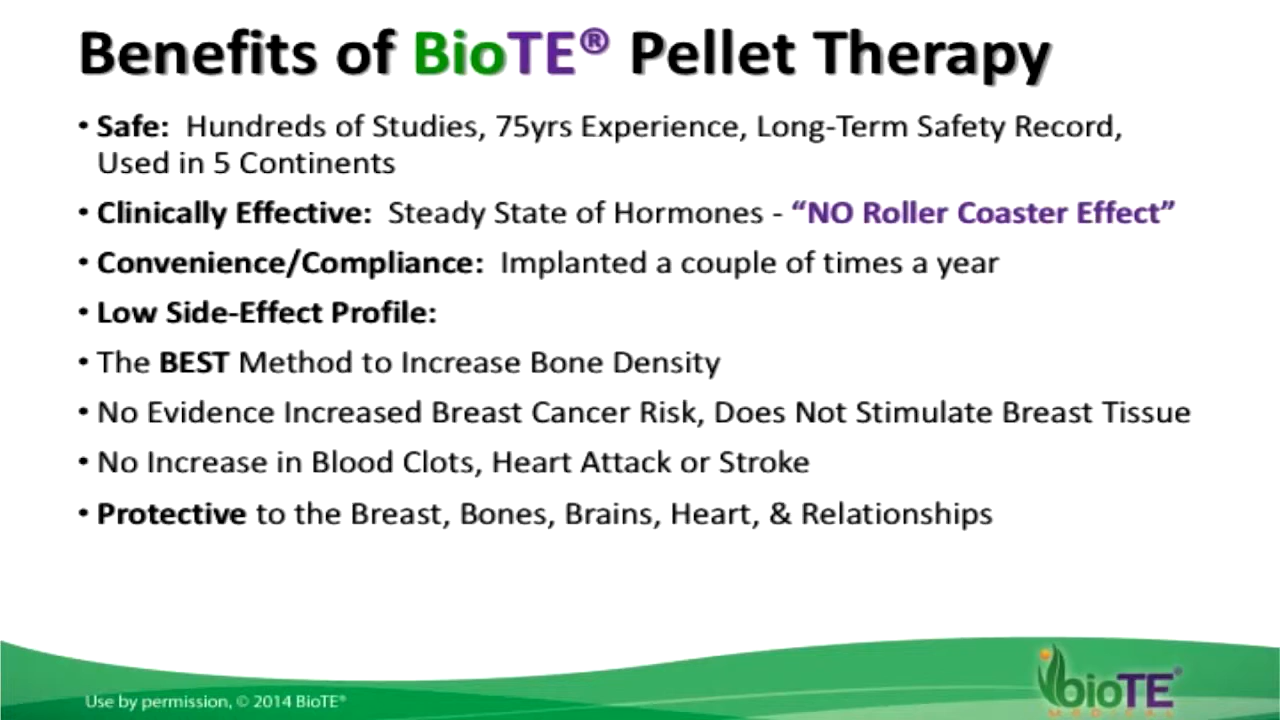 Benefits of BioTE® Pellet Therapy
• Safe: Hundreds of Studies, 75yrs Experience, Long-Term Safety Record,
Used in 5 Continents
• Clinically Effective: Steady State of Hormones - “NO Roller Coaster Effect”
• Convenience/Compliance: Implanted a couple of times a year
• Low Side-Effect Profile:
• The BEST Method to Increase Bone Density
• No Evidence Increased Breast Cancer Risk, Does Not Stimulate Breast Tissue
• No Increase in Blood Clots, Heart Attack or Stroke
• Protective to the Breast, Bones, Brains, Heart, & Relationships
Use by permission, © 2014 BioTE®
bioTE®
MEDICAL